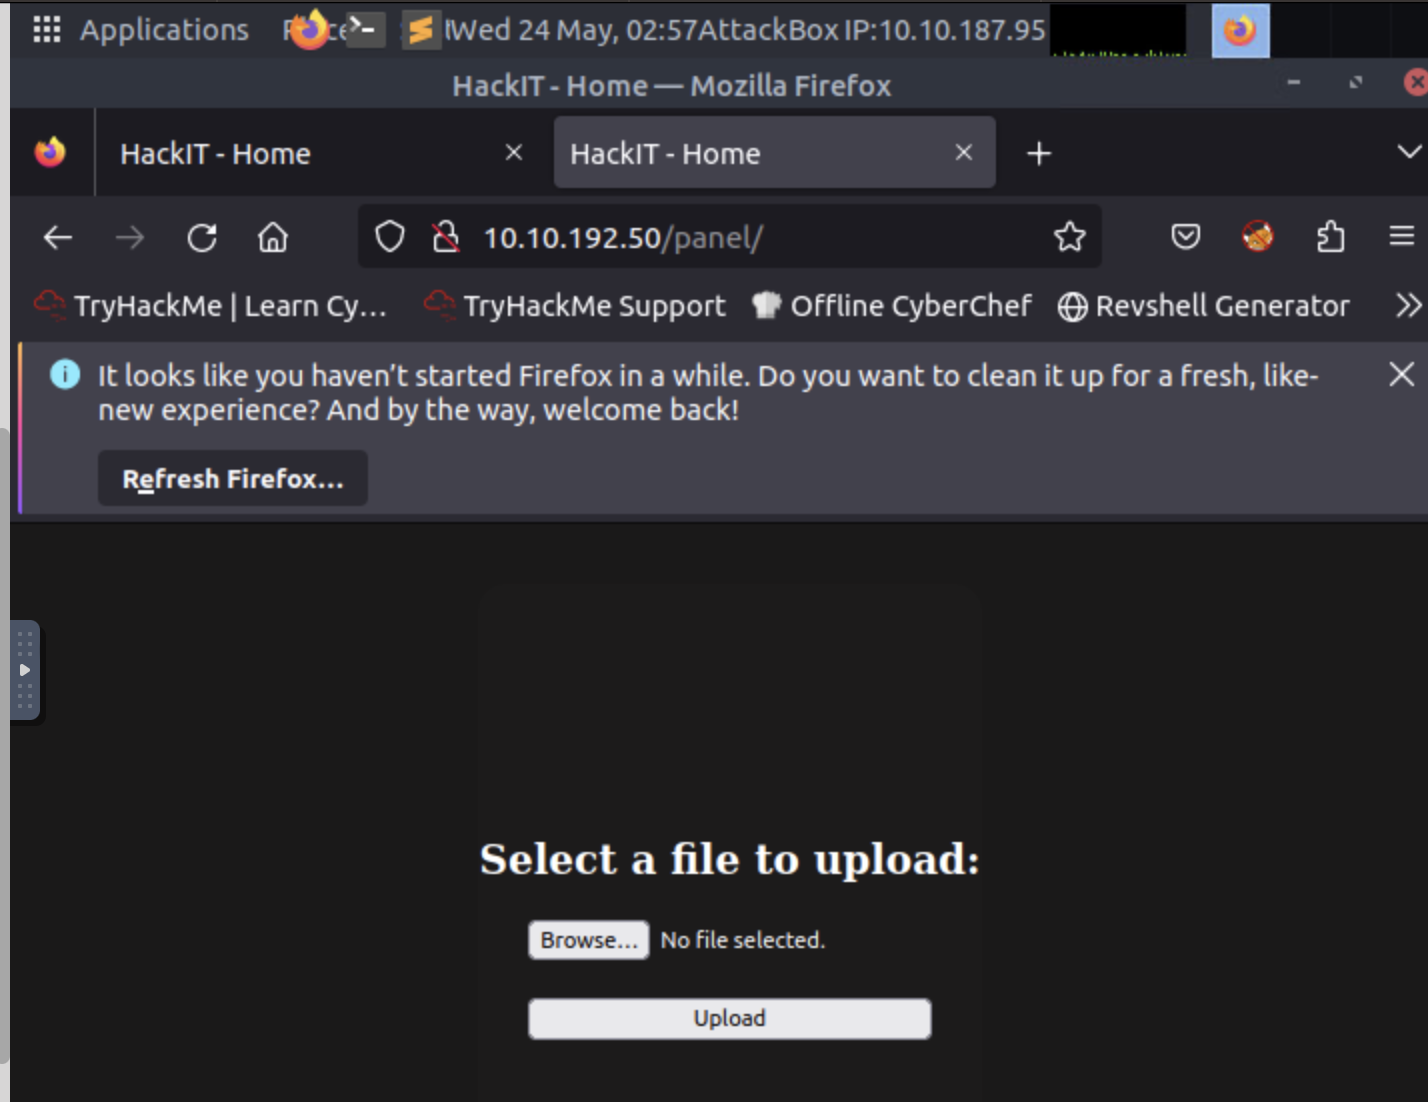 Applications Wed 24 May, 02:57 AttackBox IP:10.10.187.95
HackIT - Home — Mozilla Firefox
HackIT - Home HackIT - Home
10.10.192.50/panel/
TryHackMe | Learn Cy... TryHackMe Support Offline CyberChef Revshell Generator
It looks like you haven't started Firefox in a while. Do you want to clean it up for a fresh, like-
new experience? And by the way, welcome back!
Refresh Firefox...
Select a file to upload:
Browse... No file selected.
Upload